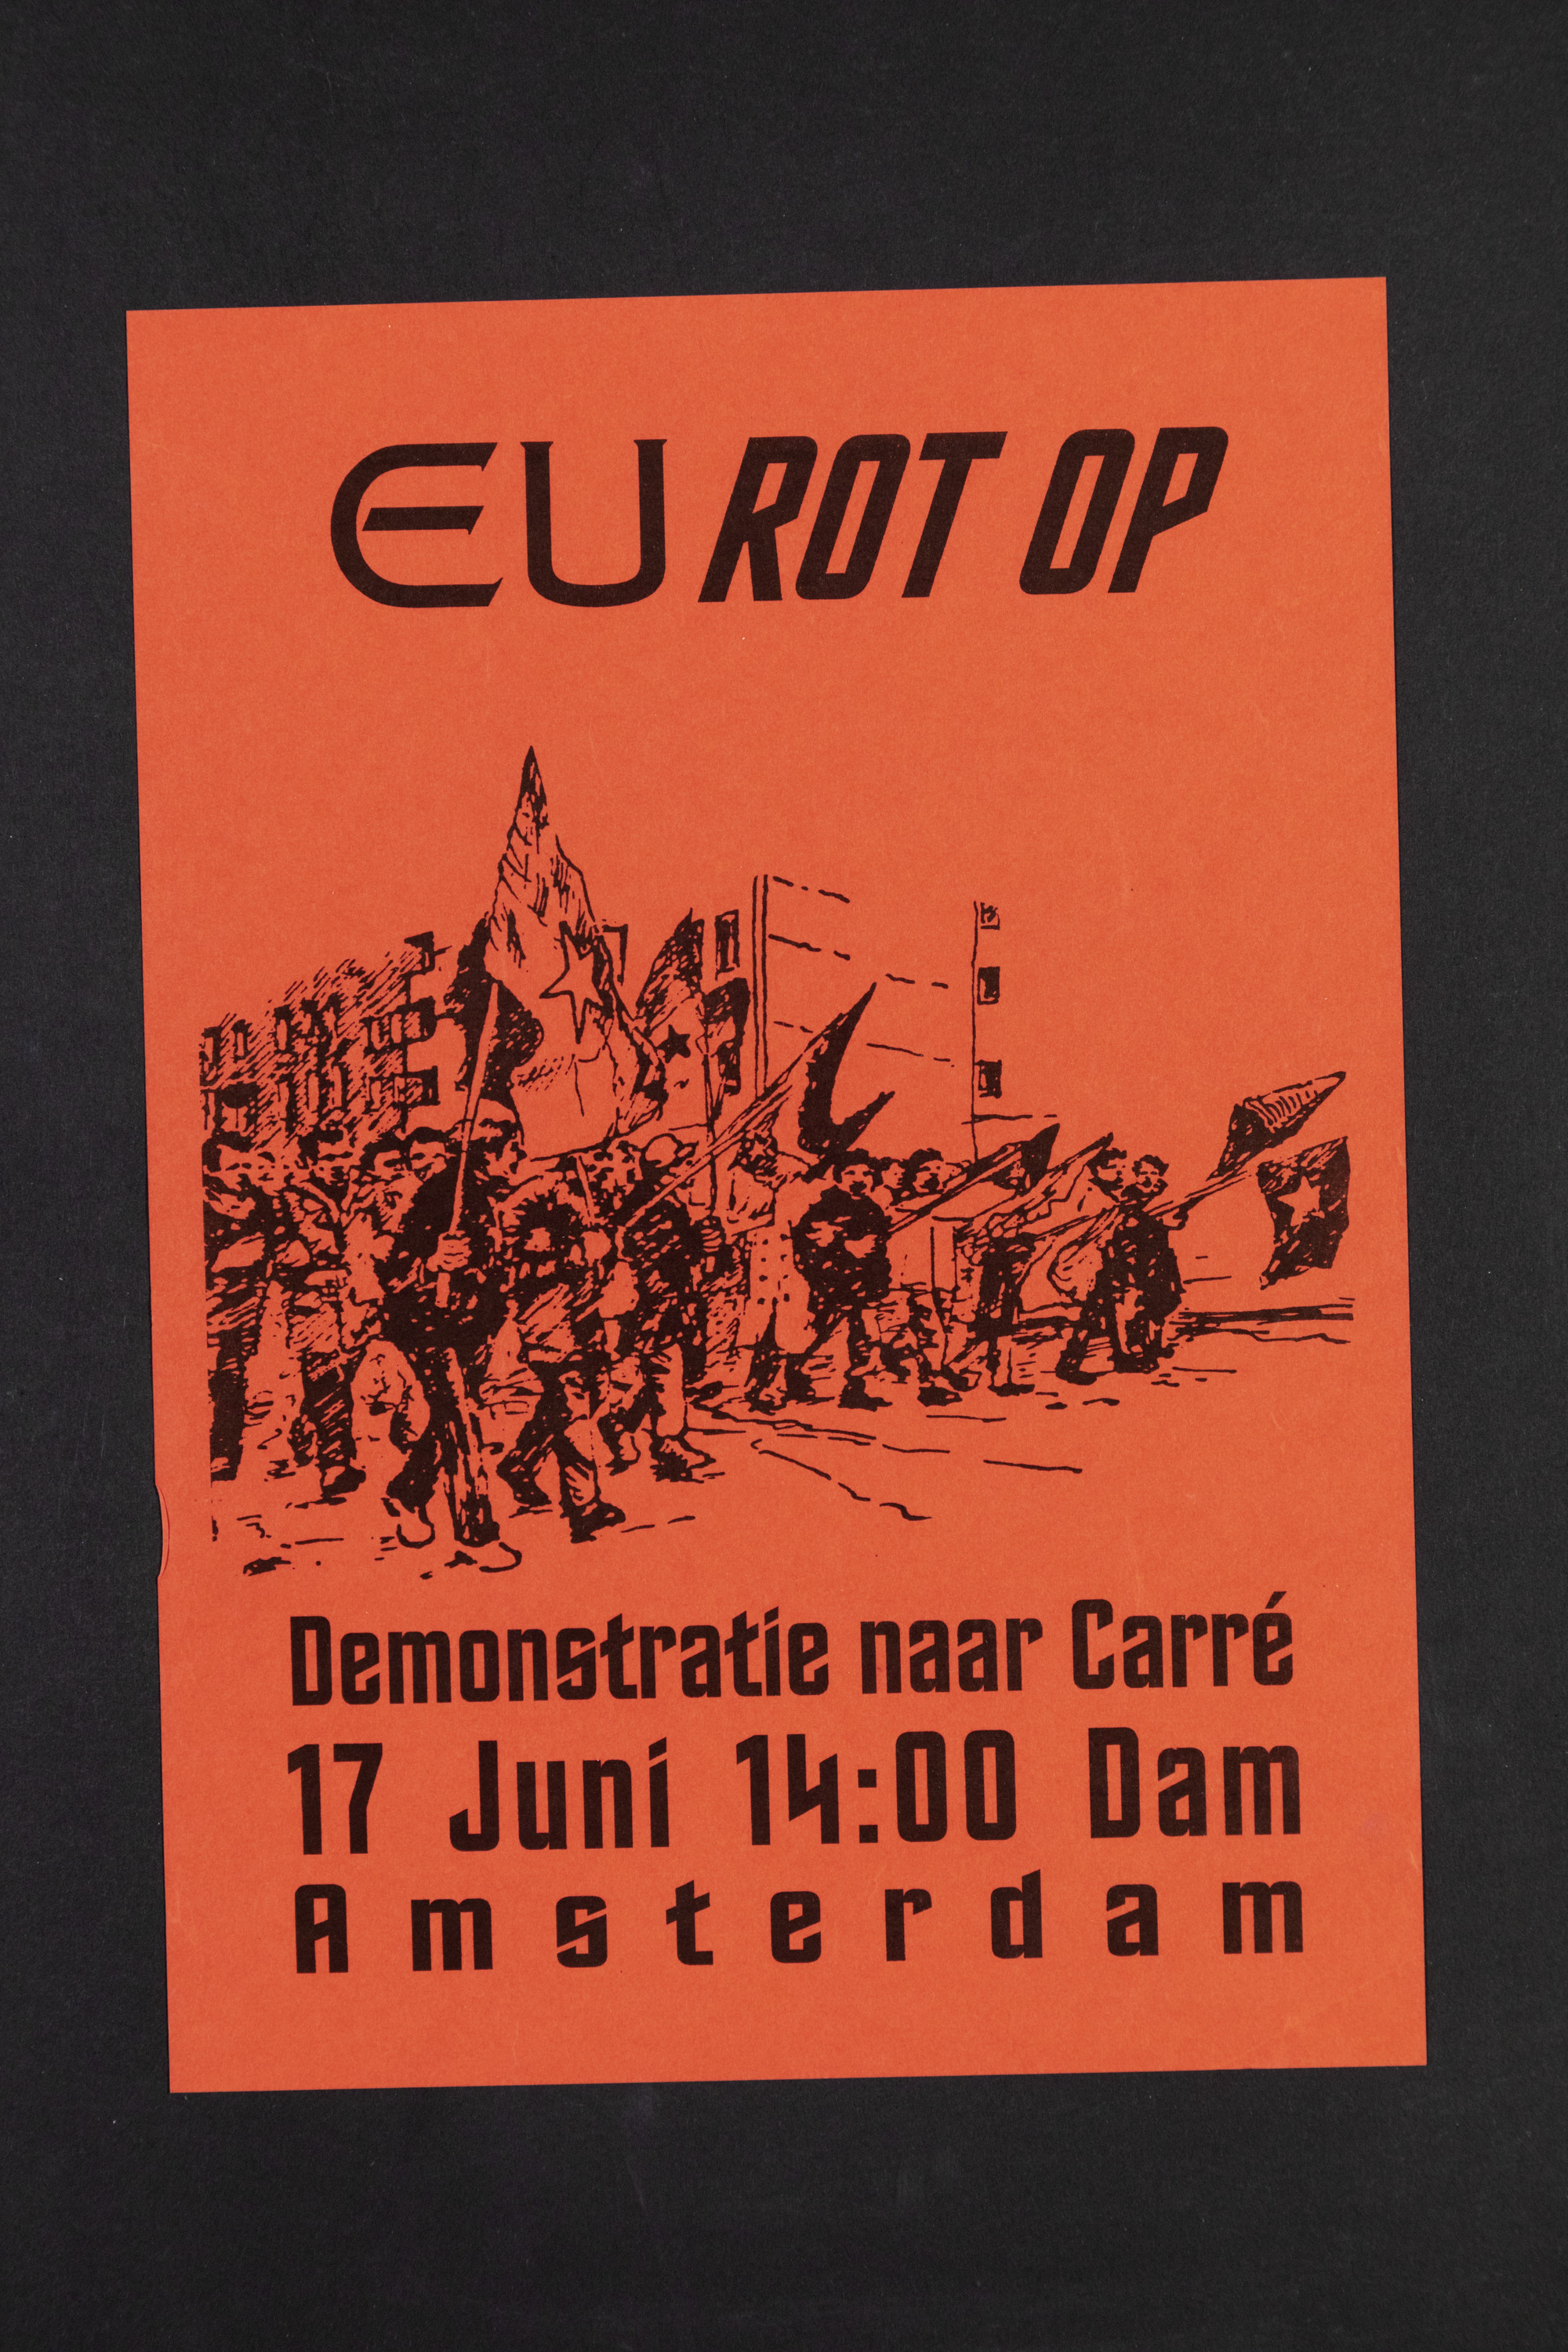 EU ROT OP
Demonstratie naar Carré
17 Juni 14:00 Dam
Amsterdam